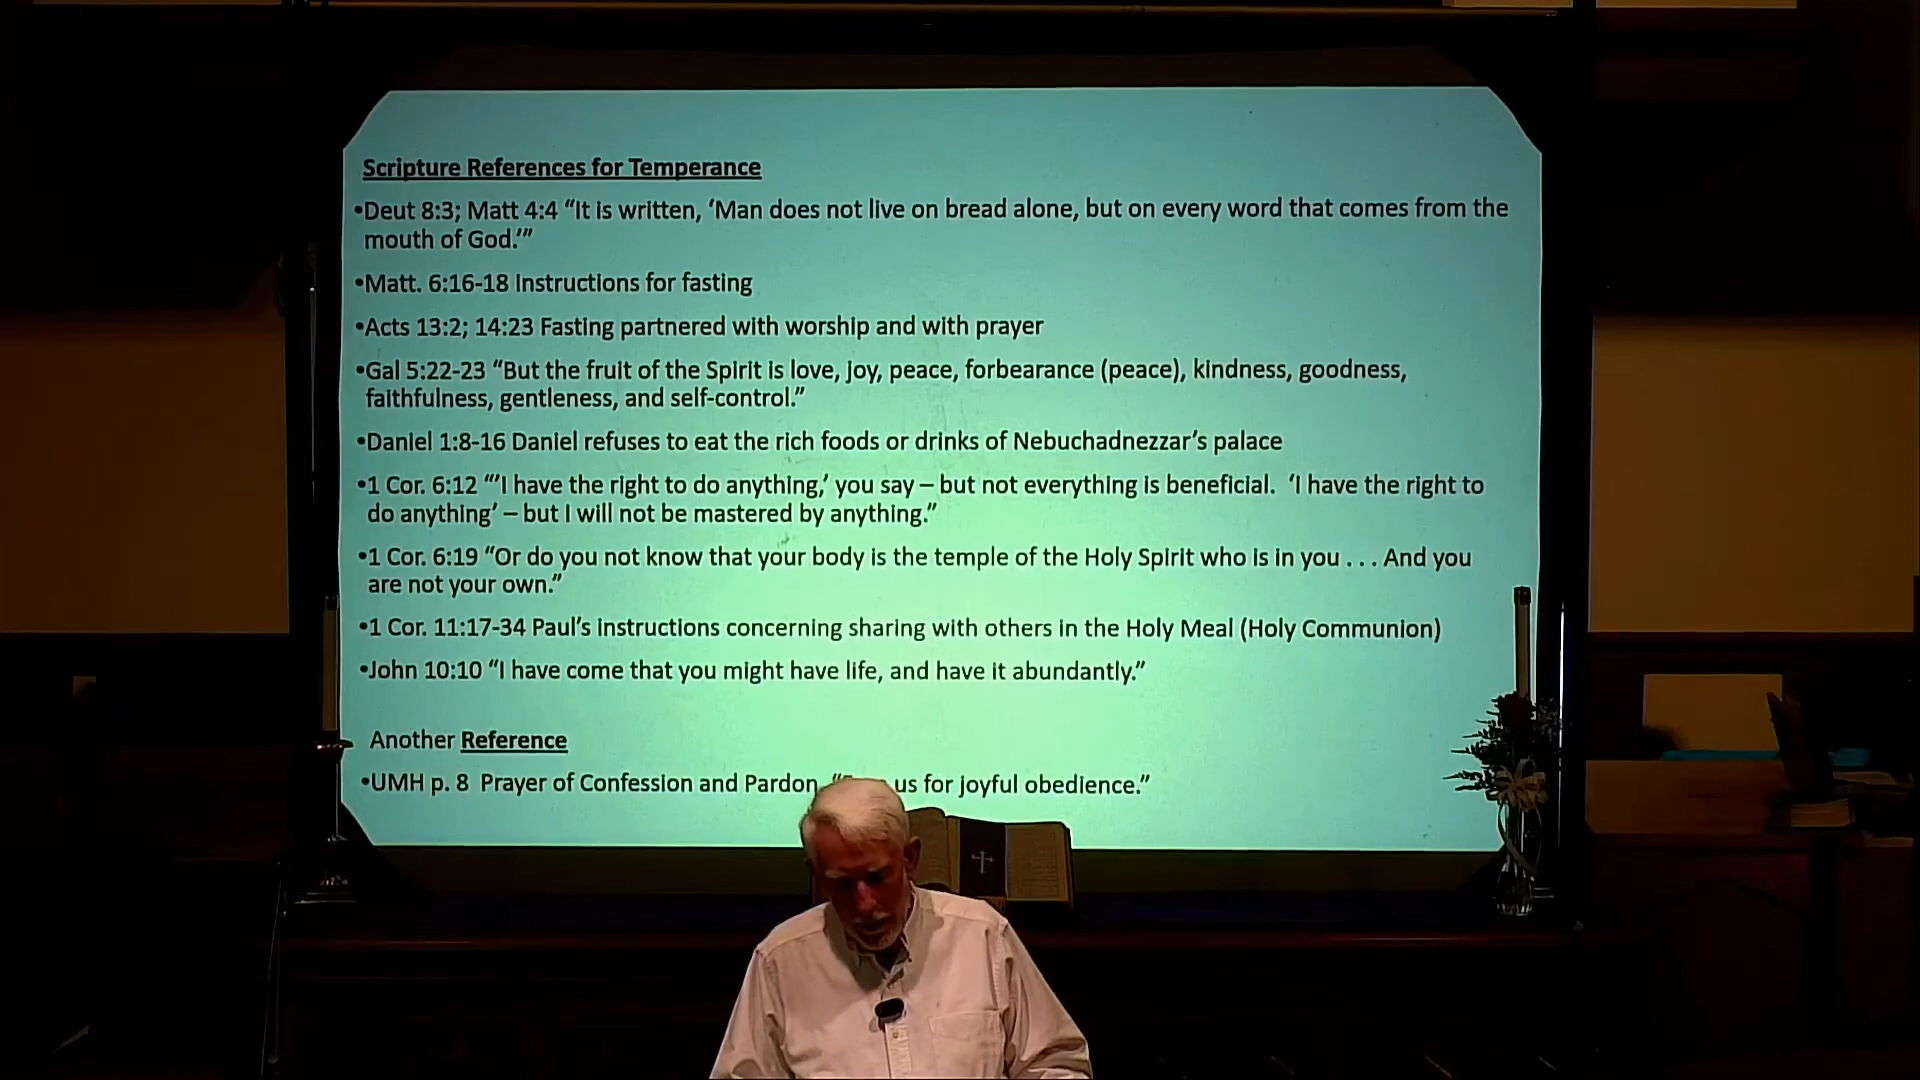 Scripture References for Temperance
•Deut 8:3; Matt 4:4 “It is written, ‘Man does not live on bread alone, but on every word that comes from the
mouth of God.’”
•Matt. 6:16-18 Instructions for fasting
•Acts 13:2; 14:23 Fasting partnered with worship and with prayer
•Gal 5:22-23 “But the fruit of the Spirit is love, joy, peace, forbearance (peace), kindness, goodness,
faithfulness, gentleness, and self-control.”
•Daniel 1:8-16 Daniel refuses to eat the rich foods or drinks of Nebuchadnezzar’s palace
•1 Cor. 6:12 “’I have the right to do anything,’ you say – but not everything is beneficial.  ‘I have the right to
do anything’ – but I will not be mastered by anything.”
•1 Cor. 6:19 “Or do you not know that your body is the temple of the Holy Spirit who is in you . . . And you
are not your own.”
•1 Cor. 11:17-34 Paul’s instructions concerning sharing with others in the Holy Meal (Holy Communion)
•John 10:10 “I have come that you might have life, and have it abundantly.”
Another Reference
•UMH p. 8  Prayer of Confession and Pardon us for joyful obedience.”